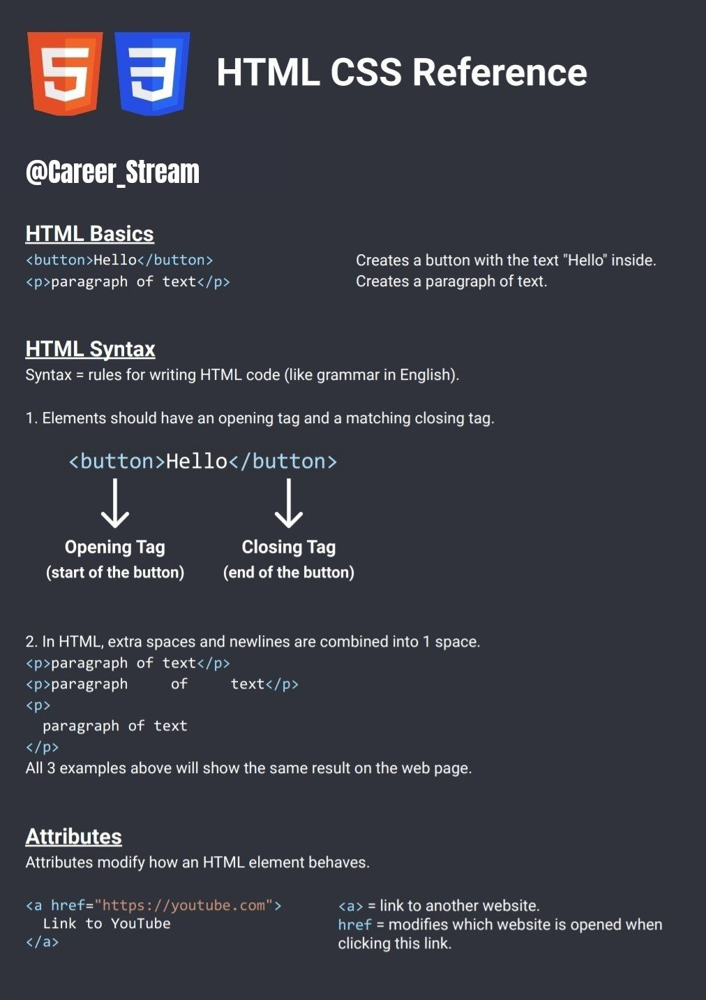 HTML CSS Reference
@Career_Stream
HTML Basics
<button>Hello</button> Creates a button with the text "Hello" inside.
<p>paragraph of text</p> Creates a paragraph of text.
HTML Syntax
Syntax = rules for writing HTML code (like grammar in English).
1. Elements should have an opening tag and a matching closing tag.
<button>Hello</button>
Opening Tag Closing Tag
(start of the button) (end of the button)
2. In HTML, extra spaces and newlines are combined into 1 space.
<p>paragraph of text</p>
<p>paragraph     of     text</p>
<p>
  paragraph of text
</p>
All 3 examples above will show the same result on the web page.
Attributes
Attributes modify how an HTML element behaves.
<a href="https://youtube.com">
  Link to YouTube
</a>
<a> = link to another website.
href = modifies which website is opened when
clicking this link.